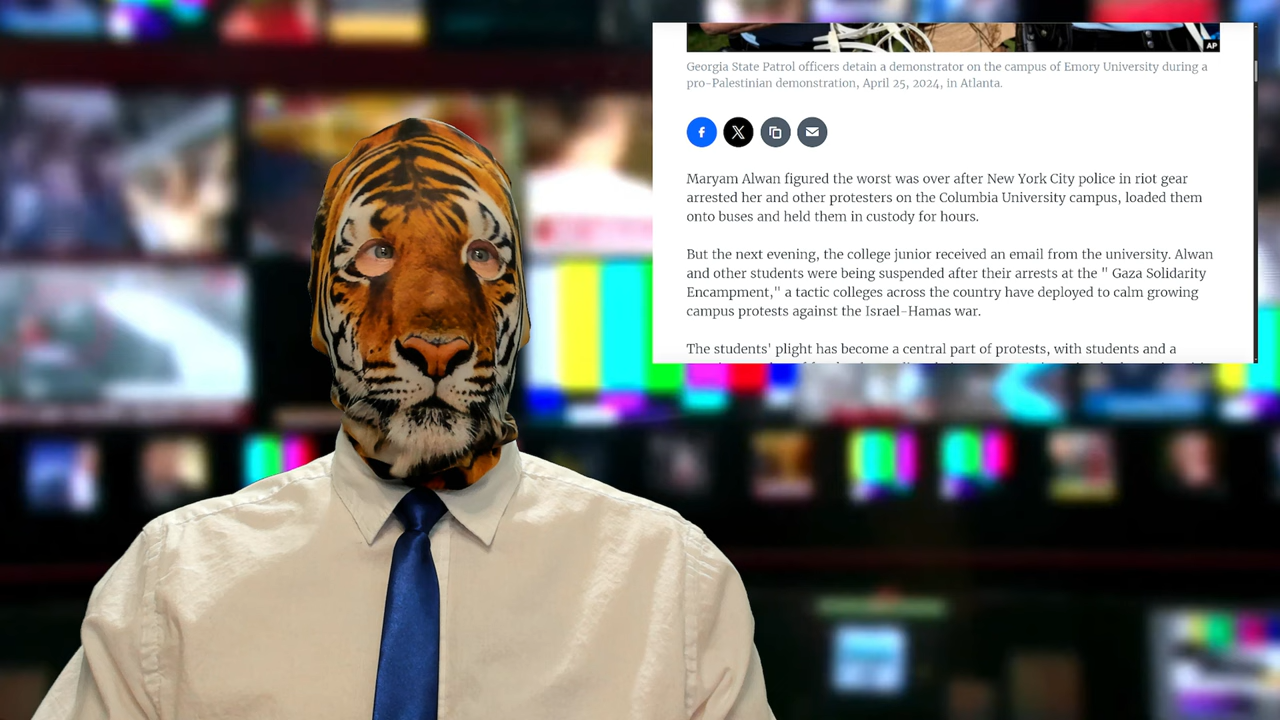 AP
Georgia State Patrol officers detain a demonstrator on the campus of Emory University during a
pro-Palestinian demonstration, April 25, 2024, in Atlanta.
Maryam Alwan figured the worst was over after New York City police in riot gear
arrested her and other protesters on the Columbia University campus, loaded them
onto buses and held them in custody for hours.
But the next evening, the college junior received an email from the university. Alwan
and other students were being suspended after their arrests at the " Gaza Solidarity
Encampment," a tactic colleges across the country have deployed to calm growing
campus protests against the Israel-Hamas war.
The students' plight has become a central part of protests, with students and a